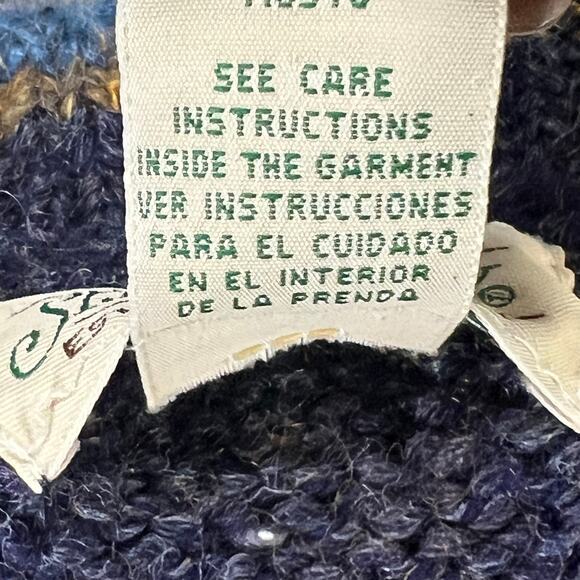 SEE CARE
INSTRUCTIONS
INSIDE THE GARMENT
VER INSTRUCCIONES
PARA EL CUIDADO
EN EL INTERIOR
DE LA PRENDA